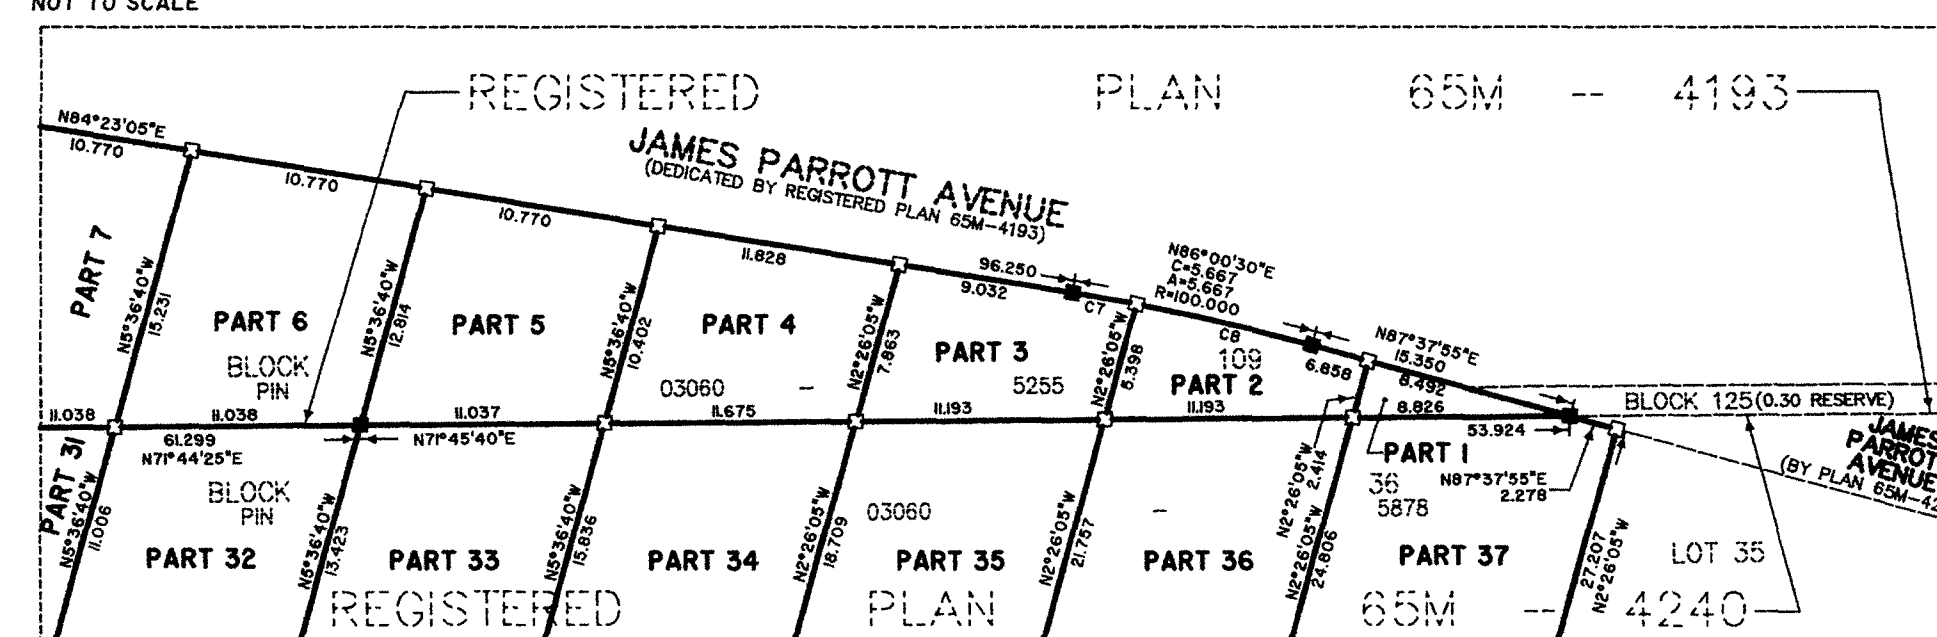 NOT TO SCALE
REGISTERED PLAN 65M -- 4193
N84°23'05"E
10.770
10.770
10.770
11.828
JAMES PARROTT AVENUE
(DEDICATED BY REGISTERED PLAN 65M-4193)
96.250
9.032
C7
N86°00'30"E
C=5.667
A=5.667
R=100.000
C8
6.858
N87°37'55"E
15.350
8.492
PART 7
N5°36'40"W
15.231
PART 6
BLOCK
PIN
N5°36'40"W
12.814
PART 5
N5°36'40"W
10.402
PART 4
03060 -
N2°26'05"W
7.863
PART 3
5255
N2°26'05"W
109
PART 2
BLOCK 125 (0.30 RESERVE)
11.038
11.038
11.037
11.675
11.193
11.193
8.826
53.924
61.299
N71°44'25"E
N71°45'40"E
PART 31
N5°36'40"W
11.006
BLOCK
PIN
PART 32
N5°36'40"W
13.423
PART 33
N5°36'40"W
15.836
PART 34
N2°26'05"W
18.709
03060 -
PART 35
N2°26'05"W
21.757
PART 36
N2°26'05"W
2.414
N2°26'05"W
24.806
PART 1
36
5878
N87°37'55"E
2.278
PART 37
27.207
N2°26'05"W
LOT 35
JAMES
PARROT
AVENUE
(BY PLAN 65M-42
REGISTERED PLAN 65M -- 4240